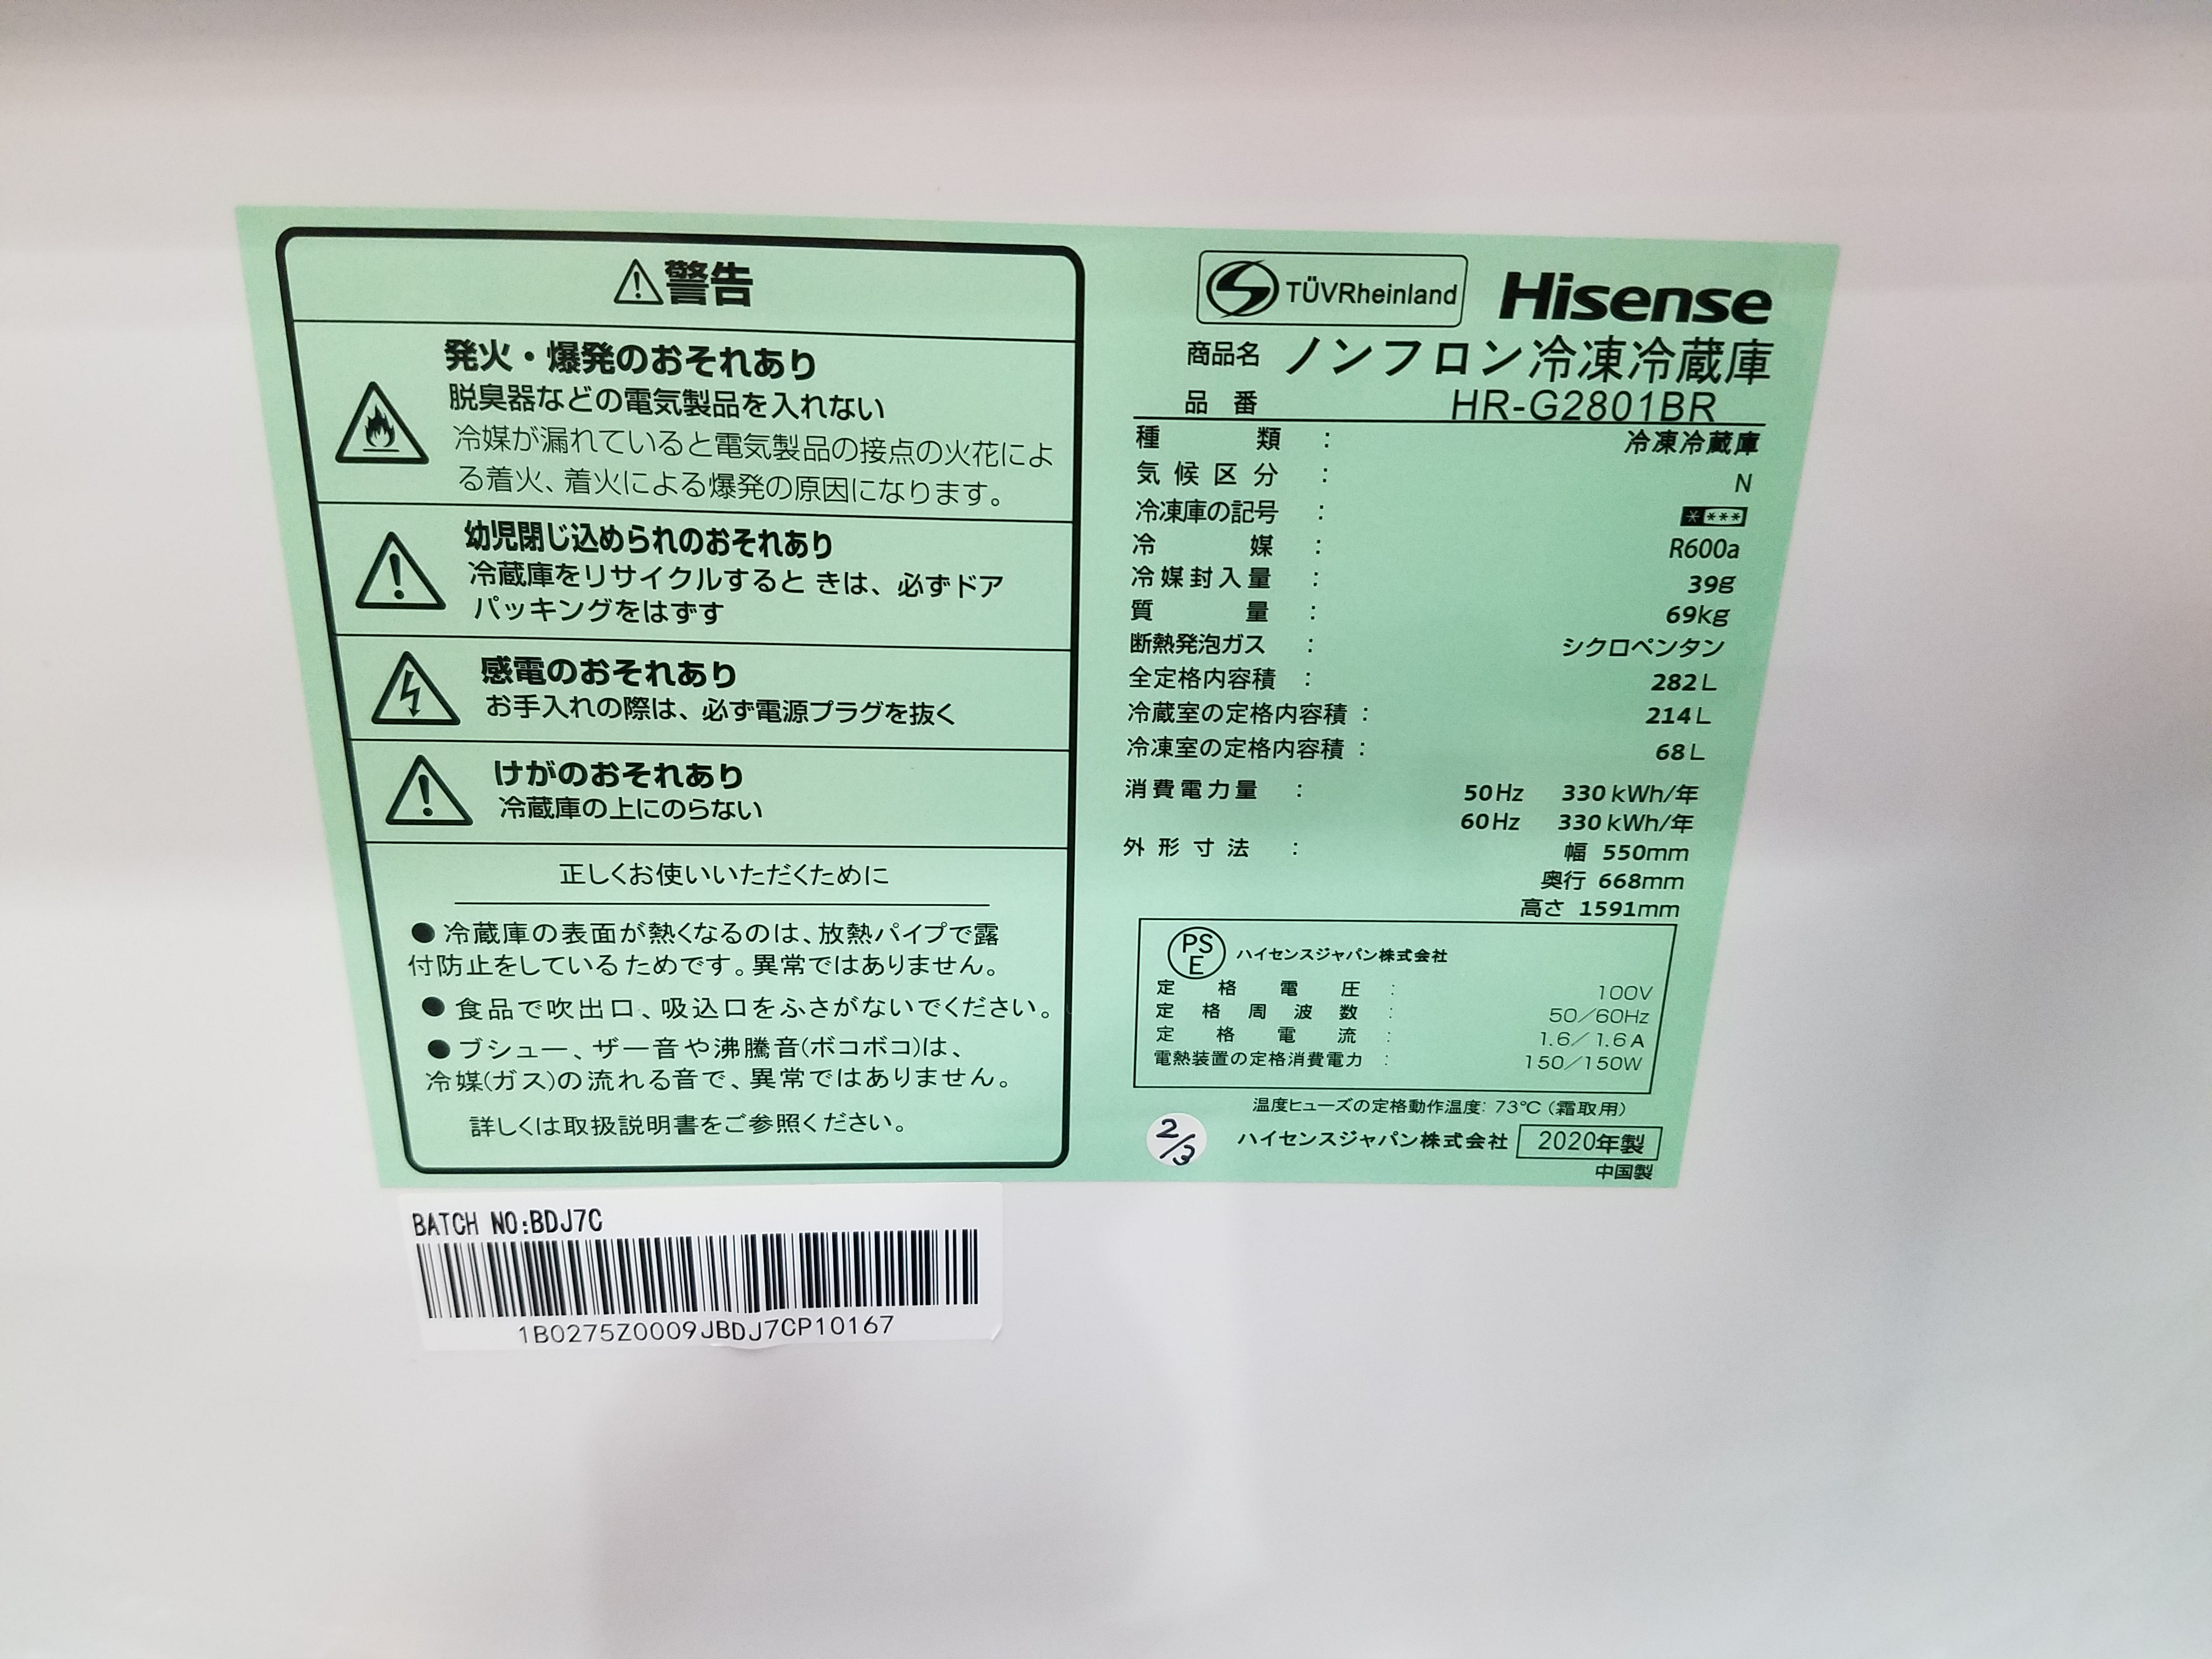 警告
発火・爆発のおそれあり
脱臭器などの電気製品を入れない
冷媒が漏れていると電気製品の接点の火花によ
る着火、着火による爆発の原因になります。
幼児閉じ込められのおそれあり
冷蔵庫をリサイクルすると きは、必ずドア
パッキングをはずす
感電のおそれあり
お手入れの際は、必ず電源プラグを抜く
けがのおそれあり
冷蔵庫の上にのらない
正しくお使いいただくために
●冷蔵庫の表面が熱くなるのは、放熱パイプで露
付防止をしているためです。異常ではありません。
●食品で吹出口、吸込口をふさがないでください。
●ブシュー、ザー音や沸騰音(ボコボコ)は、
冷媒(ガス)の流れる音で、異常ではありません。
詳しくは取扱説明書をご参照ください。
TÜVRheinland Hisense
商品名 ノンフロン冷凍冷蔵庫
品番 HR-G2801BR
種類 : 冷凍冷蔵庫
気候区分 : N
冷凍庫の記号 : ****
冷媒 : R600a
冷媒封入量 : 39g
質量 : 69kg
断熱発泡ガス : シクロペンタン
全定格内容積 : 282L
冷蔵室の定格内容積 : 214L
冷凍室の定格内容積 : 68L
消費電力量 : 50Hz 330kWh/年
60Hz 330kWh/年
外形寸法 : 幅 550mm
奥行 668mm
高さ 1591mm
PSE ハイセンスジャパン株式会社
定格電圧 : 100V
定格周波数 : 50/60Hz
定格電流 : 1.6/1.6A
電熱装置の定格消費電力 : 150/150W
温度ヒューズの定格動作温度: 73℃(霜取用)
2/3 ハイセンスジャパン株式会社 2020年製
中国製
BATCH NO:BDJ7C
1B0275Z0009JBDJ7CP10167